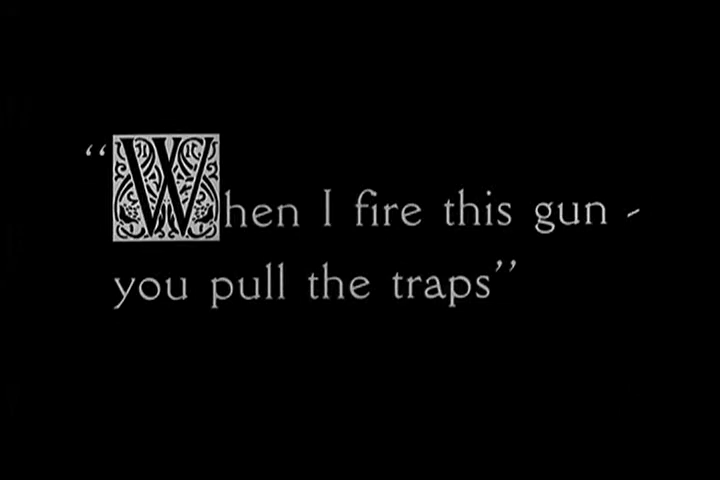 “When I fire this gun -
you pull the traps”